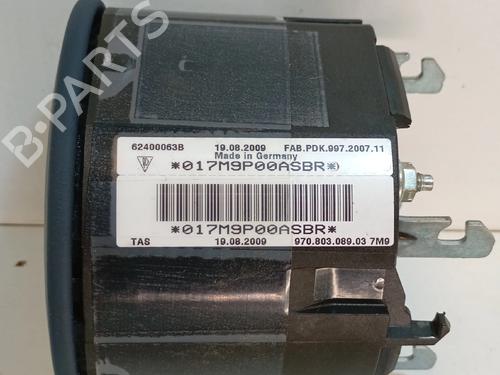 B-PARTS
62400063B 19.08.2009 FAB.PDK.997.2007.11
Made in Germany
*017M9P00ASBR*)
*017M9P00ASBR*
TAS 19.08.2009 970.803.089.03 7M9